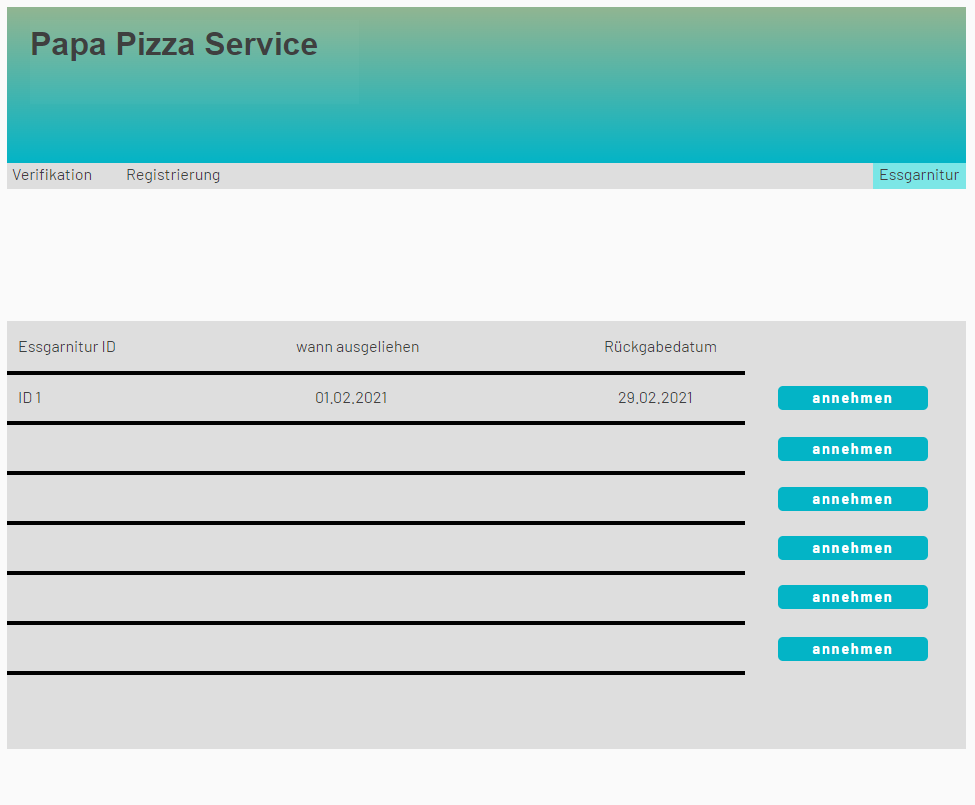 Papa Pizza Service
Verifikation Registrierung Essgarnitur
Essgarnitur ID wann ausgeliehen Rückgabedatum
ID 1 01.02.2021 29.02.2021 annehmen
annehmen
annehmen
annehmen
annehmen
annehmen